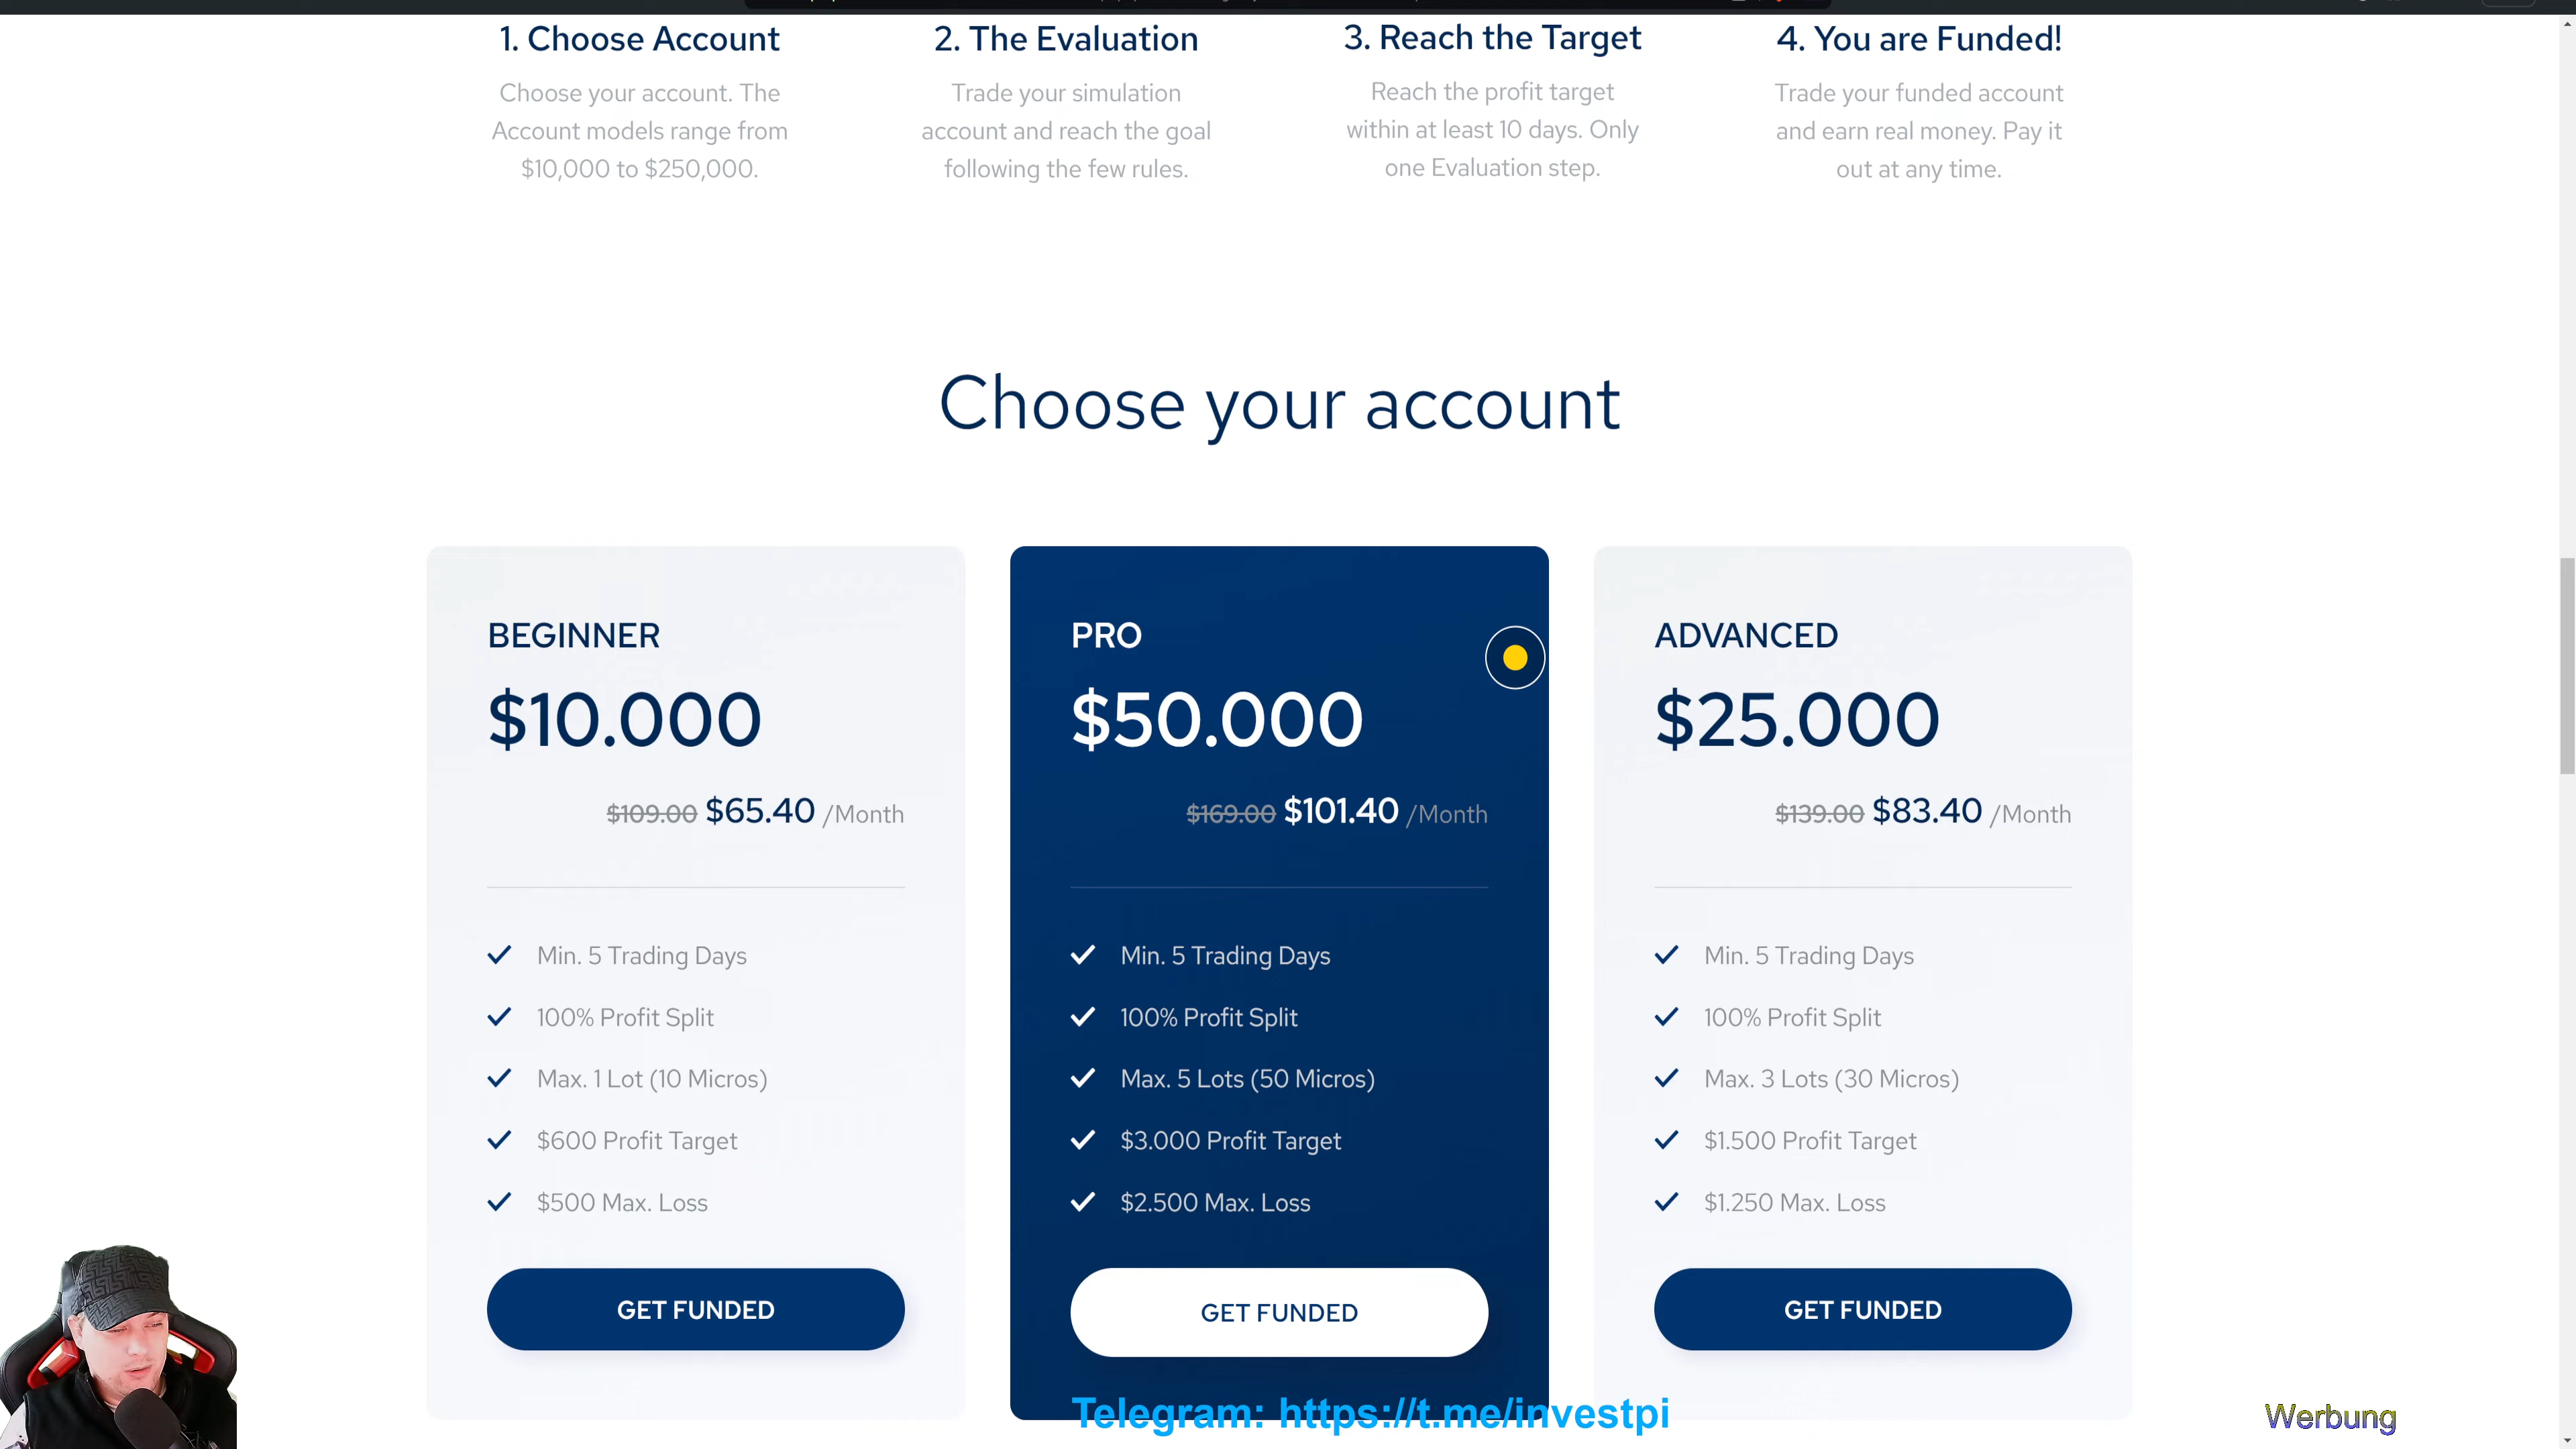 1. Choose Account
Choose your account. The
Account models range from
$10,000 to $250,000.
2. The Evaluation
Trade your simulation
account and reach the goal
following the few rules.
3. Reach the Target
Reach the profit target
within at least 10 days. Only
one Evaluation step.
4. You are Funded!
Trade your funded account
and earn real money. Pay it
out at any time.
Choose your account
BEGINNER
$10.000
$109.00 $65.40 /Month
Min. 5 Trading Days
100% Profit Split
Max. 1 Lot (10 Micros)
$600 Profit Target
$500 Max. Loss
GET FUNDED
PRO
$50.000
$169.00 $101.40 /Month
Min. 5 Trading Days
100% Profit Split
Max. 5 Lots (50 Micros)
$3.000 Profit Target
$2.500 Max. Loss
GET FUNDED
ADVANCED
$25.000
$139.00 $83.40 /Month
Min. 5 Trading Days
100% Profit Split
Max. 3 Lots (30 Micros)
$1.500 Profit Target
$1.250 Max. Loss
GET FUNDED
Telegram: https://t.me/investpi
Werbung